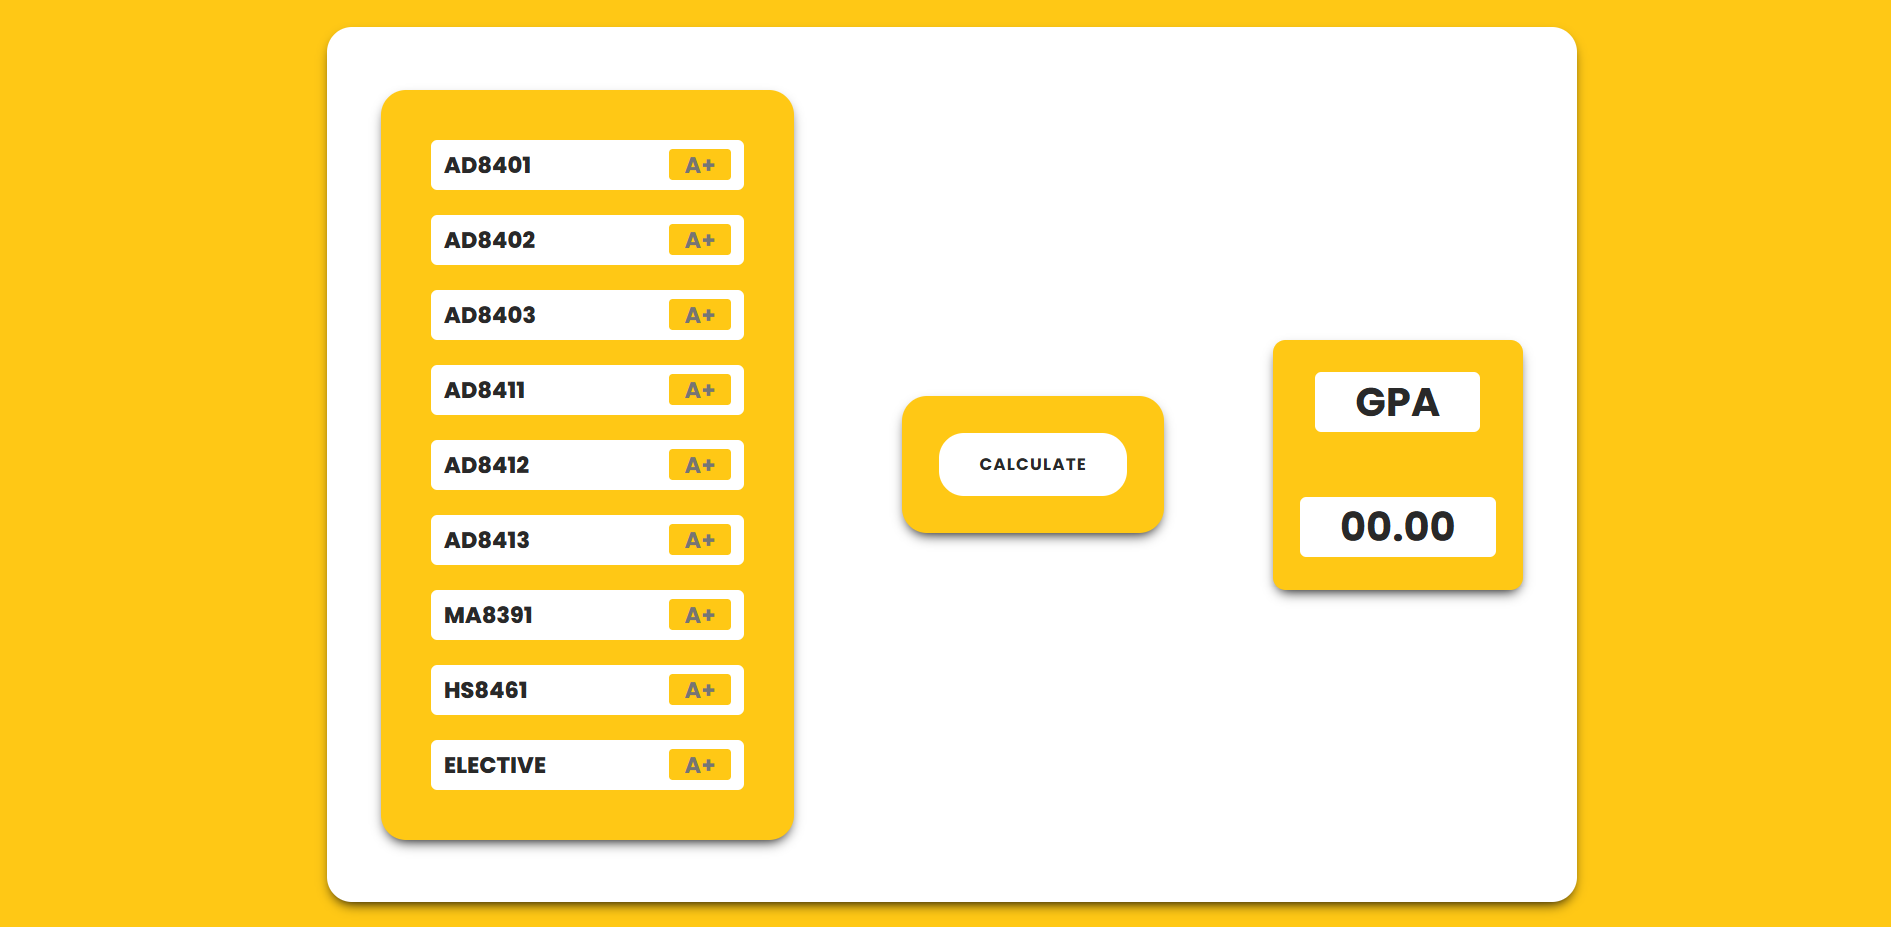 AD8401 A+
AD8402 A+
AD8403 A+
AD8411 A+
AD8412 A+
AD8413 A+
MA8391 A+
HS8461 A+
ELECTIVE A+
CALCULATE
GPA
00.00